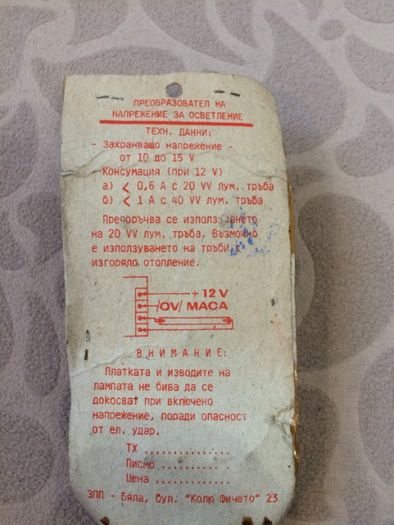 ПРЕОБРАЗОВАТЕЛ НА
НАПРЕЖЕНИЕ ЗА ОСВЕТЛЕНИЕ
ТЕХН. ДАННИ:
- Захранващо напрежение -
от 10 до 15 V
- Консумация (при 12 V)
а) < 0,6 А с 20 VV лум. тръба
б) < 1 А с 40 VV лум. тръба
Препоръчва се използването
на 20 VV лум. тръба. Възможно
е използването на тръби
изгоряло отопление.
+ 12 V
/OV/ МАСА
ВНИМАНИЕ:
Платката и изводите на
лампата не бива да се
докосват при включено
напрежение, поради опасност
от ел. удар.
ТХ ..............
Писмо ..........
Цена ...........
ЗПП - Бяла, бул. "Кольо Фичето" 23